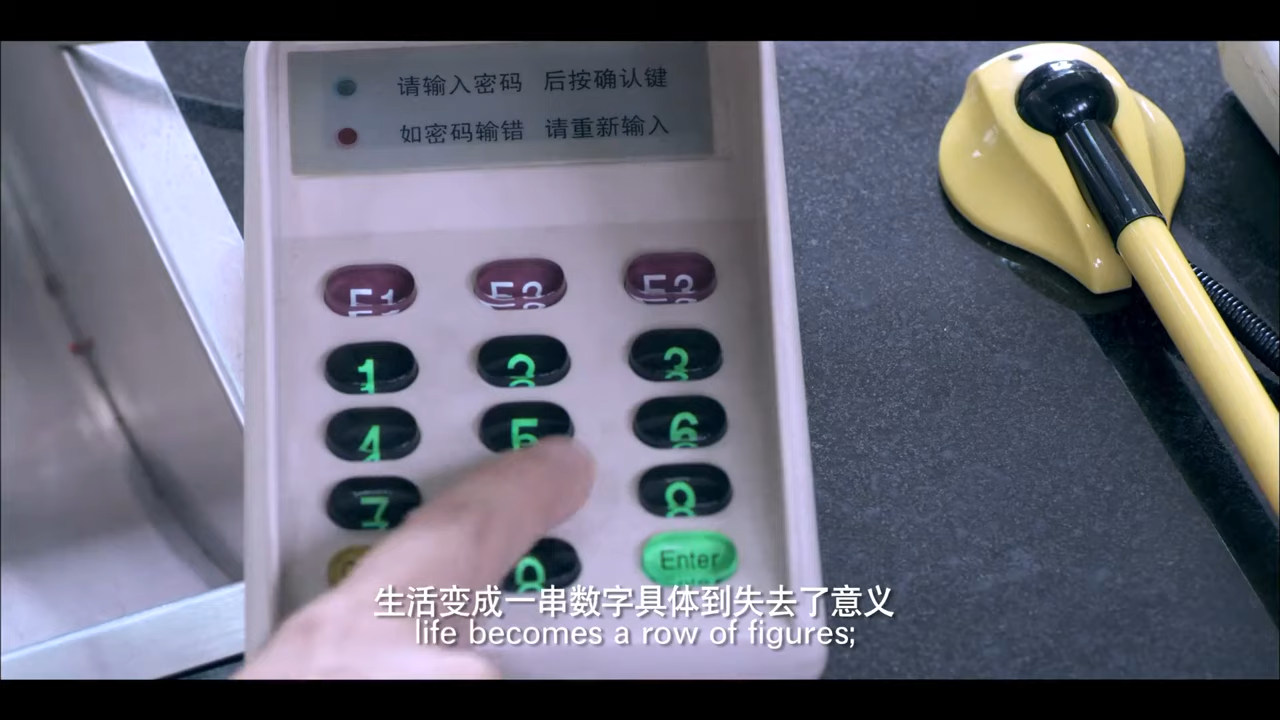 请输入密码 后按确认键
如密码输错 请重新输入
F1 F2 F3
1 2 3
4 5 6
7 9
0 Enter
生活变成一串数字具体到失去了意义
life becomes a row of figures;